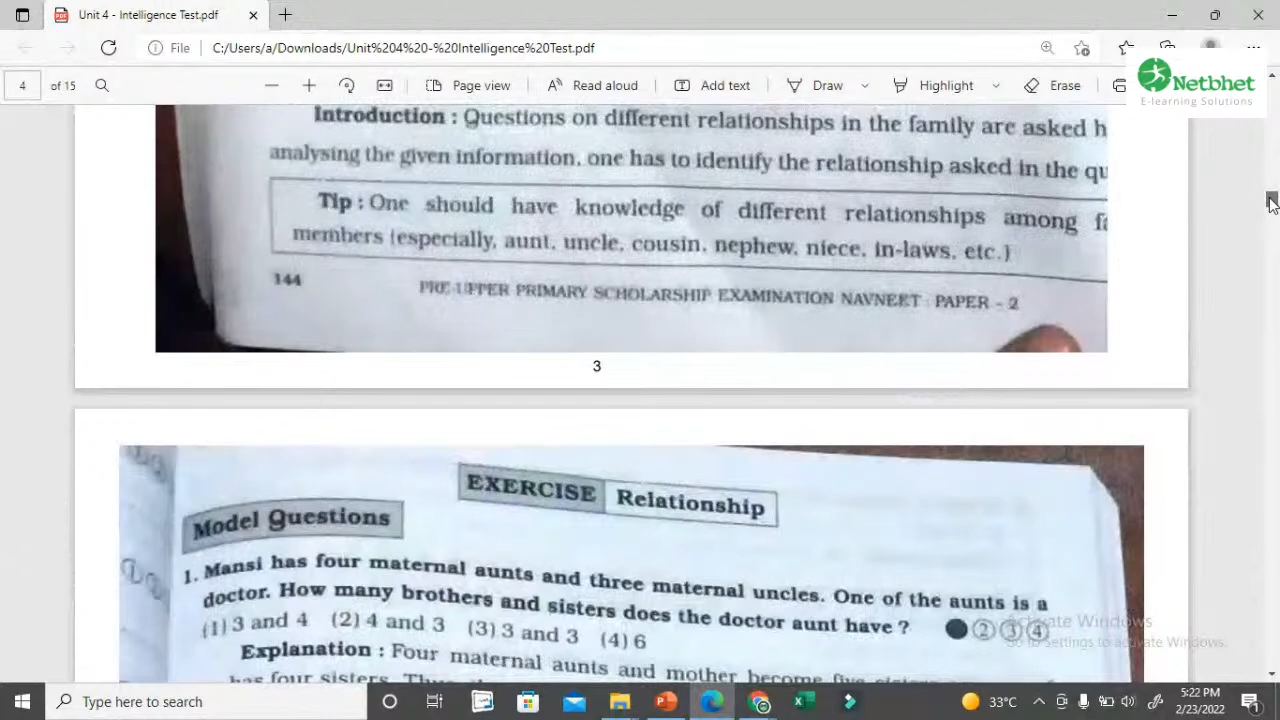 Unit 4 - Intelligence Test.pdf
File C:/Users/a/Downloads/Unit%204%20-%20Intelligence%20Test.pdf
4 of 15 Page view Read aloud Add text Draw Highlight Erase
Netbhet
E-learning Solutions
Introduction : Questions on different relationships in the family are asked h
analysing the given information, one has to identify the relationship asked in the qu
Tip : One should have knowledge of different relationships among fa
members (especially, aunt, uncle, cousin, nephew, niece, in-laws, etc.)
144 PRE-UPPER PRIMARY SCHOLARSHIP EXAMINATION NAVNEET : PAPER - 2
3
EXERCISE Relationship
Model Questions
1. Mansi has four maternal aunts and three maternal uncles. One of the aunts is a
doctor. How many brothers and sisters does the doctor aunt have ?
(1) 3 and 4 (2) 4 and 3 (3) 3 and 3 (4) 6 ② ③ ④
Activate Windows
Go to Settings to activate Windows.
Explanation : Four maternal aunts and mother become five sisters
has four sisters.
Type here to search
33°C
5:22 PM
2/23/2022